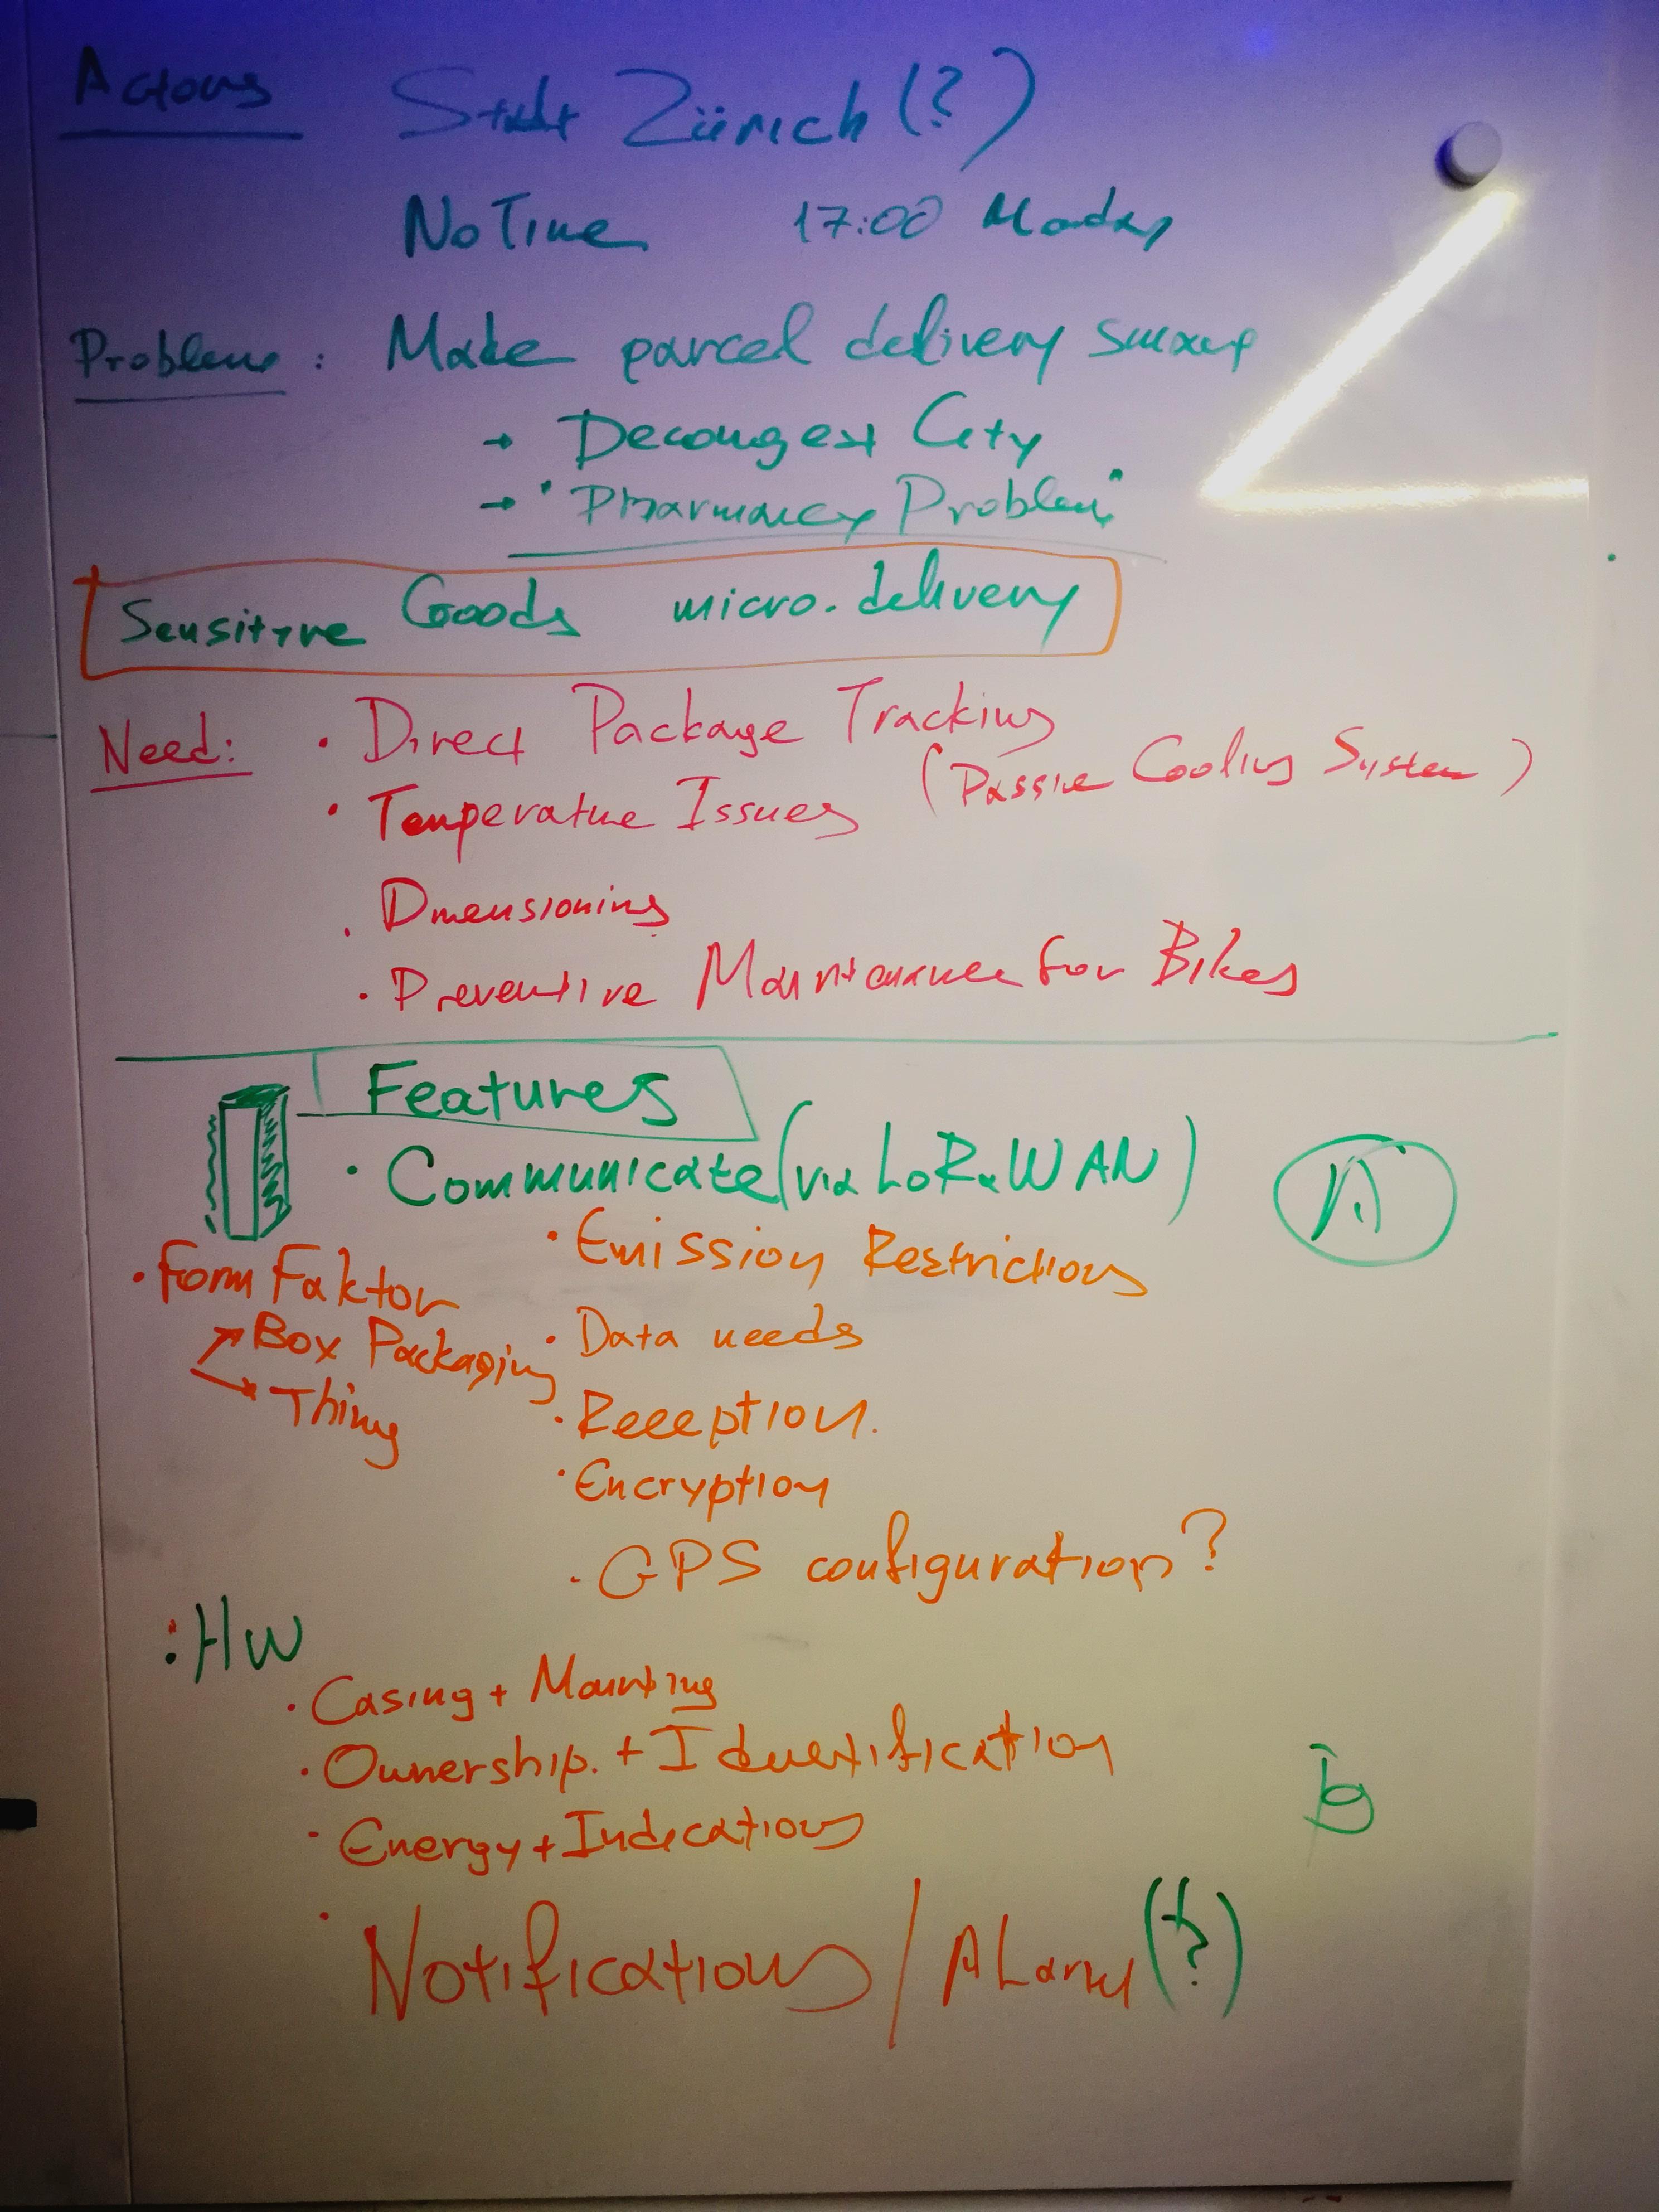 Actors Stadt Zürich (?)
NoTime 17:00 Monday
Problem: Make parcel delivery
→ Decongest City
→ "Pharmacy Problem"
Sensitive Goods micro-delivery
Need: • Direct Package Tracking
• Temperature Issues (Passive Cooling System)
• Dmensioning
• Preventive Maintenance for Bikes
Features
• Communicate (via LoRaWAN)
• Emission Restrictions
• Form Faktor
Box Packaging
Thing
• Data needs
• Reception.
• Encryption
• GPS configuration?
: HW
• Casing + Mounting
• Ownership. + Identification
• Energy + Indications
• Notifications / ALarm (?)